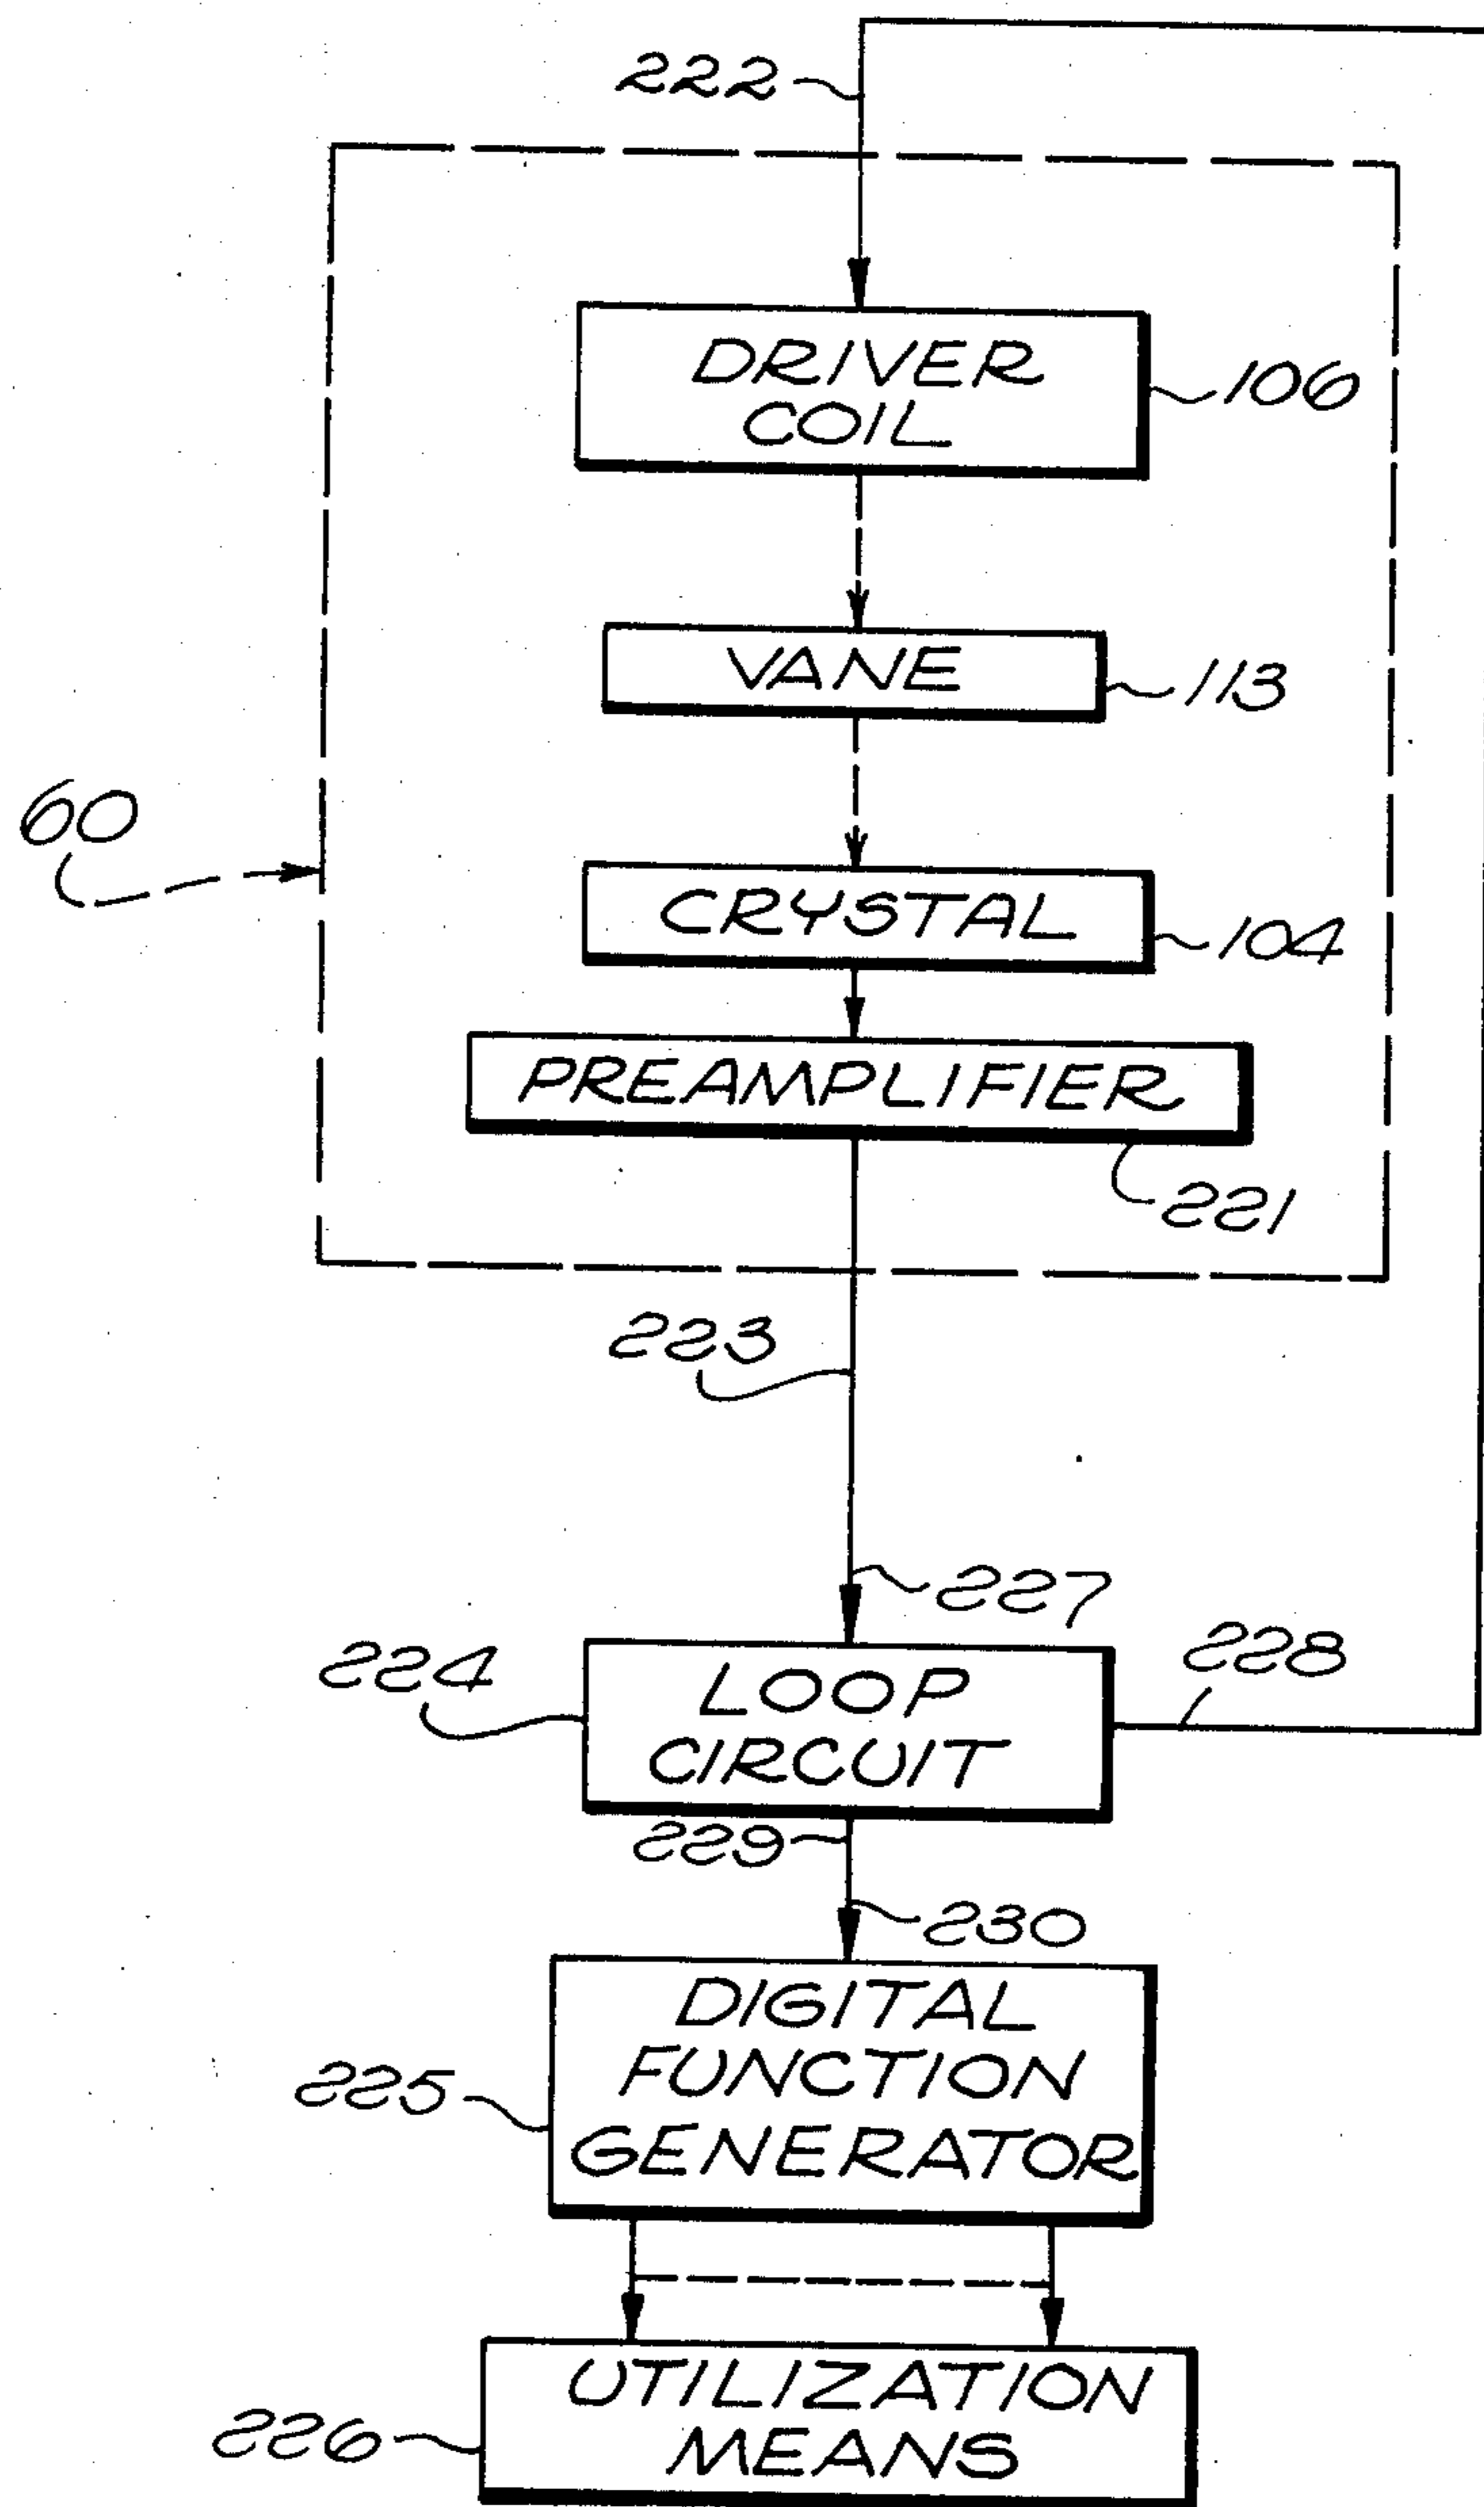 222
DRIVER
COIL
106
VANE
113
60
CRYSTAL
104
PREAMPLIFIER
221
223
227
224
LOOP
CIRCUIT
228
229
230
DIGITAL
FUNCTION
GENERATOR
225
UTILIZATION
MEANS
226